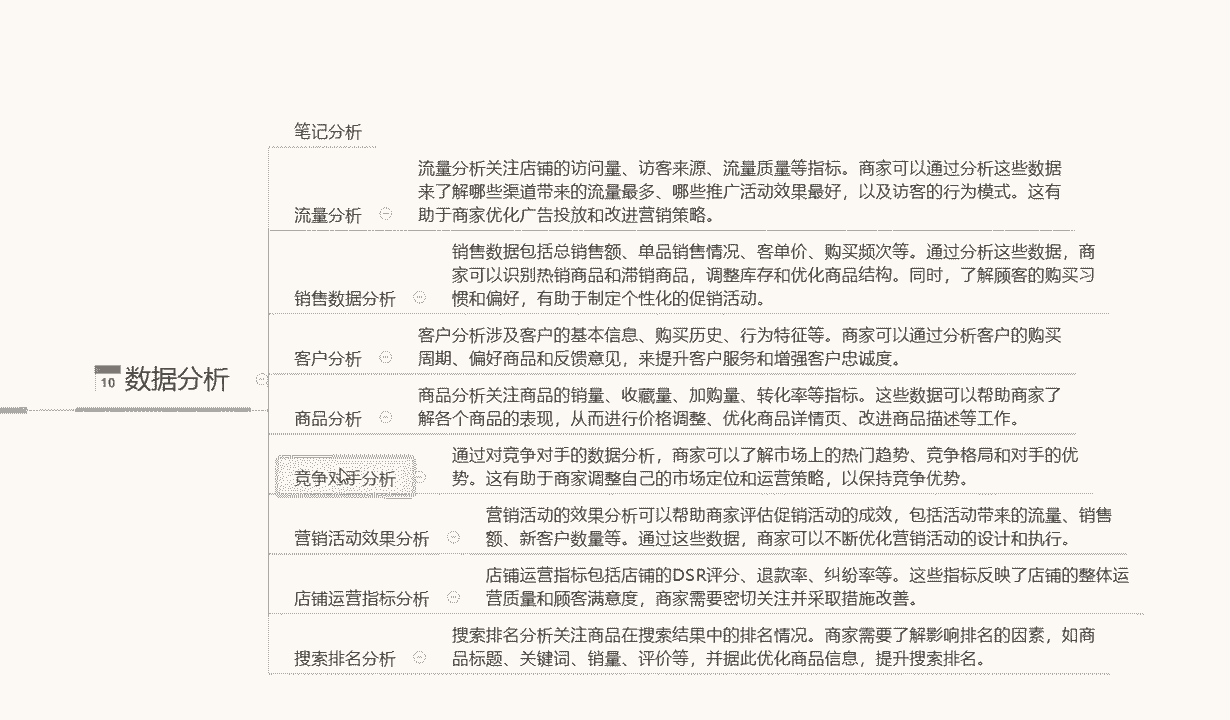 笔记分析
流量分析关注店铺的访问量、访客来源、流量质量等指标。商家可以通过分析这些数据
来了解哪些渠道带来的流量最多、哪些推广活动效果最好，以及访客的行为模式。这有
助于商家优化广告投放和改进营销策略。
流量分析
销售数据包括总销售额、单品销售情况、客单价、购买频次等。通过分析这些数据，商
家可以识别热销商品和滞销商品，调整库存和优化商品结构。同时，了解顾客的购买习
惯和偏好，有助于制定个性化的促销活动。
销售数据分析
客户分析涉及客户的基本信息、购买历史、行为特征等。商家可以通过分析客户的购买
周期、偏好商品和反馈意见，来提升客户服务和增强客户忠诚度。
客户分析
10 数据分析
商品分析关注商品的销量、收藏量、加购量、转化率等指标。这些数据可以帮助商家了
解各个商品的表现，从而进行价格调整、优化商品详情页、改进商品描述等工作。
商品分析
通过对竞争对手的数据分析，商家可以了解市场上的热门趋势、竞争格局和对手的优
势。这有助于商家调整自己的市场定位和运营策略，以保持竞争优势。
竞争对手分析
营销活动的效果分析可以帮助商家评估促销活动的成效，包括活动带来的流量、销售
额、新客户数量等。通过这些数据，商家可以不断优化营销活动的设计和执行。
营销活动效果分析
店铺运营指标包括店铺的DSR评分、退款率、纠纷率等。这些指标反映了店铺的整体运
营质量和顾客满意度，商家需要密切关注并采取措施改善。
店铺运营指标分析
搜索排名分析关注商品在搜索结果中的排名情况。商家需要了解影响排名的因素，如商
品标题、关键词、销量、评价等，并据此优化商品信息，提升搜索排名。
搜索排名分析